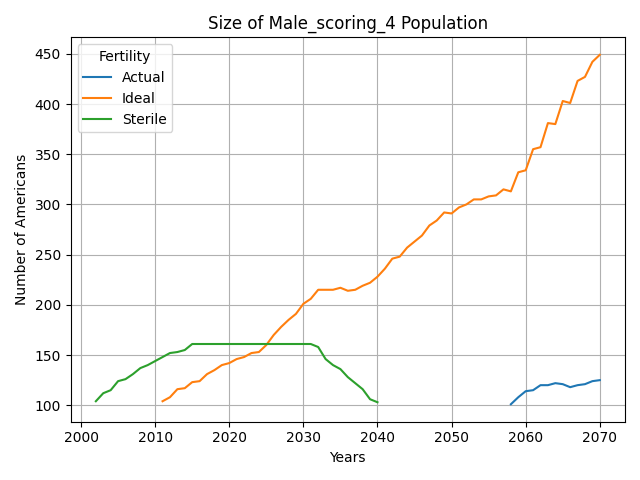 Size of Male_scoring_4 Population
Fertility
Actual
Ideal
Sterile
Number of Americans
450
400
350
300
250
200
150
100
2000 2010 2020 2030 2040 2050 2060 2070
Years